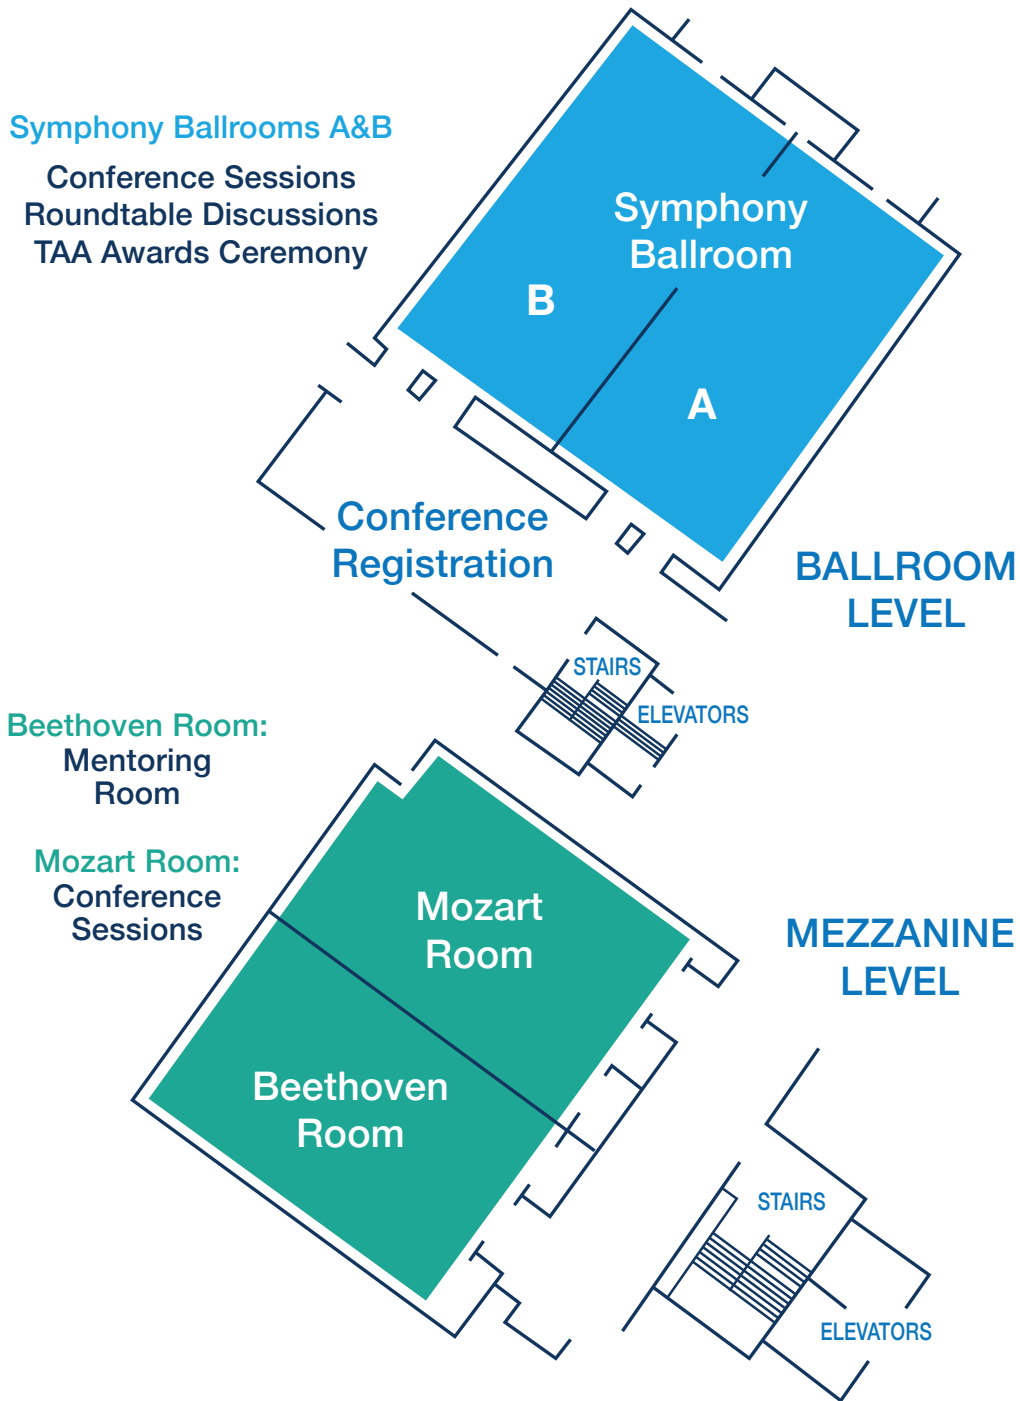 Symphony Ballrooms A&B
Conference Sessions
Roundtable Discussions
TAA Awards Ceremony
Symphony
Ballroom
B
A
Conference
Registration
BALLROOM
LEVEL
STAIRS
ELEVATORS
Beethoven Room:
Mentoring
Room
Mozart Room:
Conference
Sessions
Mozart
Room
MEZZANINE
LEVEL
Beethoven
Room
STAIRS
ELEVATORS